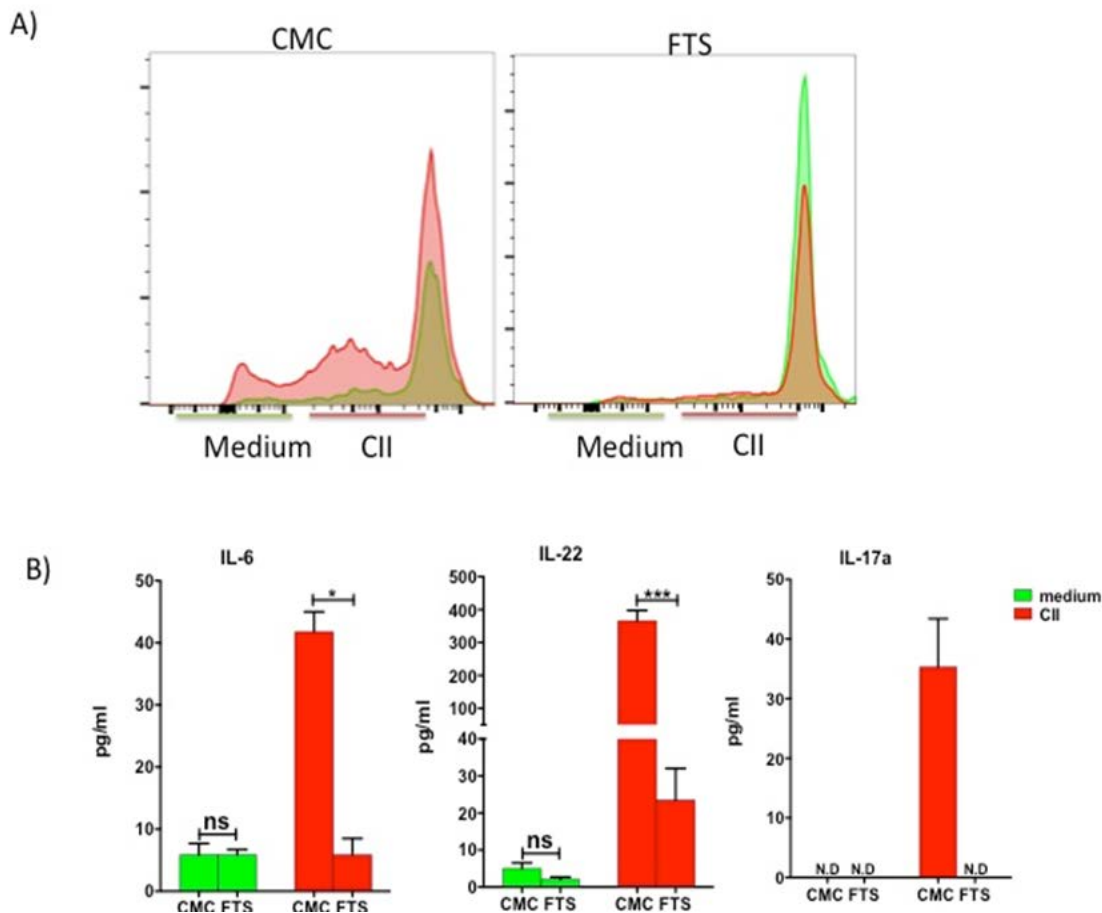 A)
CMC
FTS
Medium CII
Medium CII
B)
IL-6
IL-22
IL-17a
medium
CII
pg/ml
50
40
30
20
10
0
ns
*
CMC FTS
CMC FTS
pg/ml
500
400
300
200
100
40
30
20
10
0
ns
***
CMC FTS
CMC FTS
pg/ml
50
40
30
20
10
0
N.D N.D
N.D
CMC FTS
CMC FTS